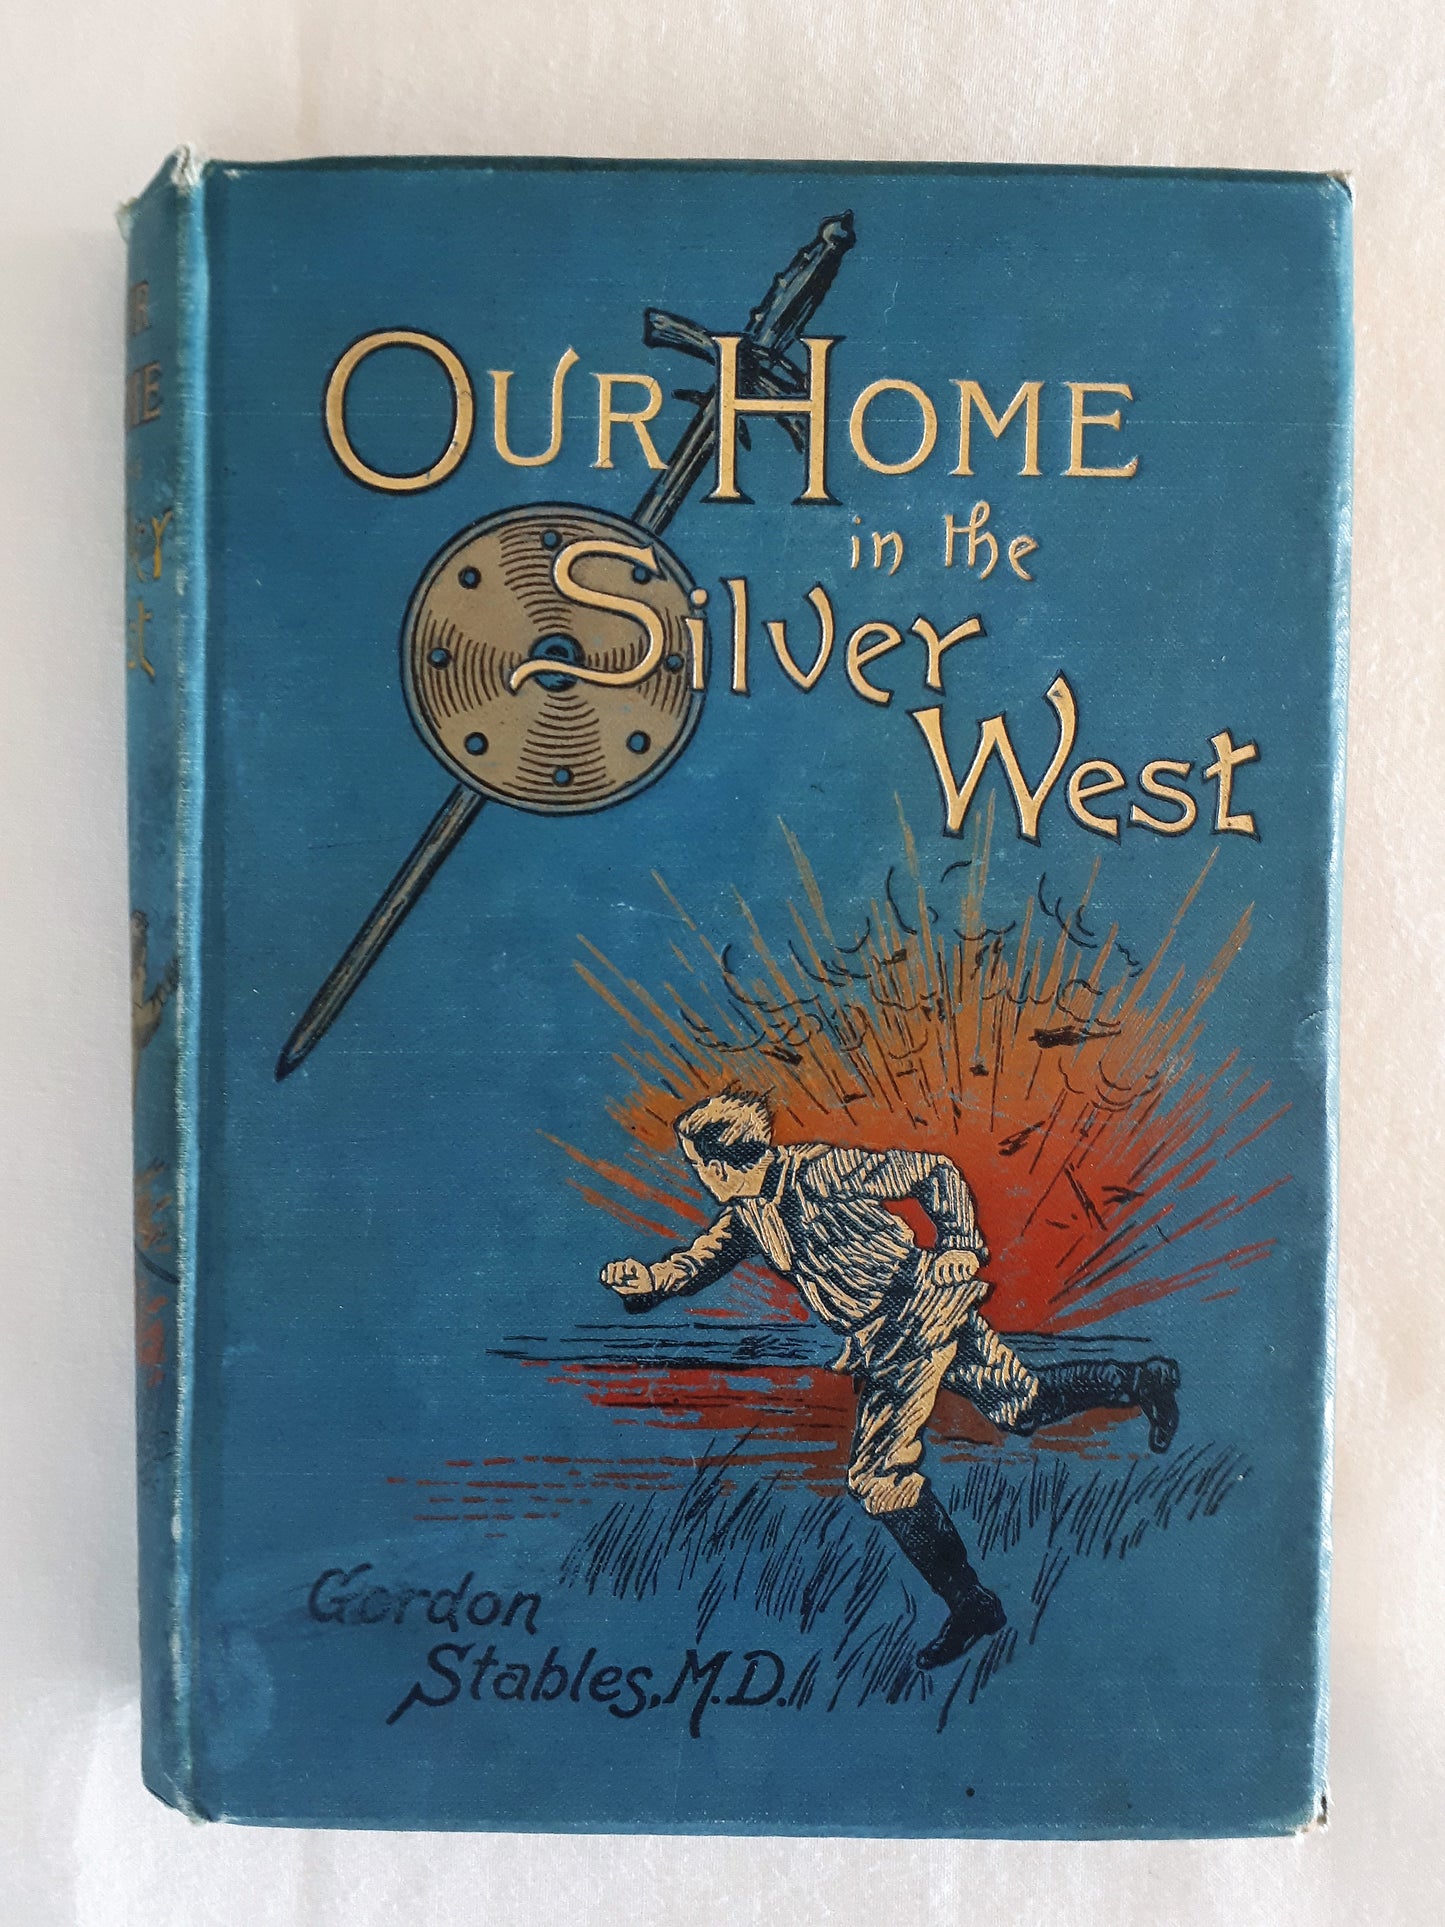 OUR HOME
in the
Silver
West
Gordon
Stables, M.D.